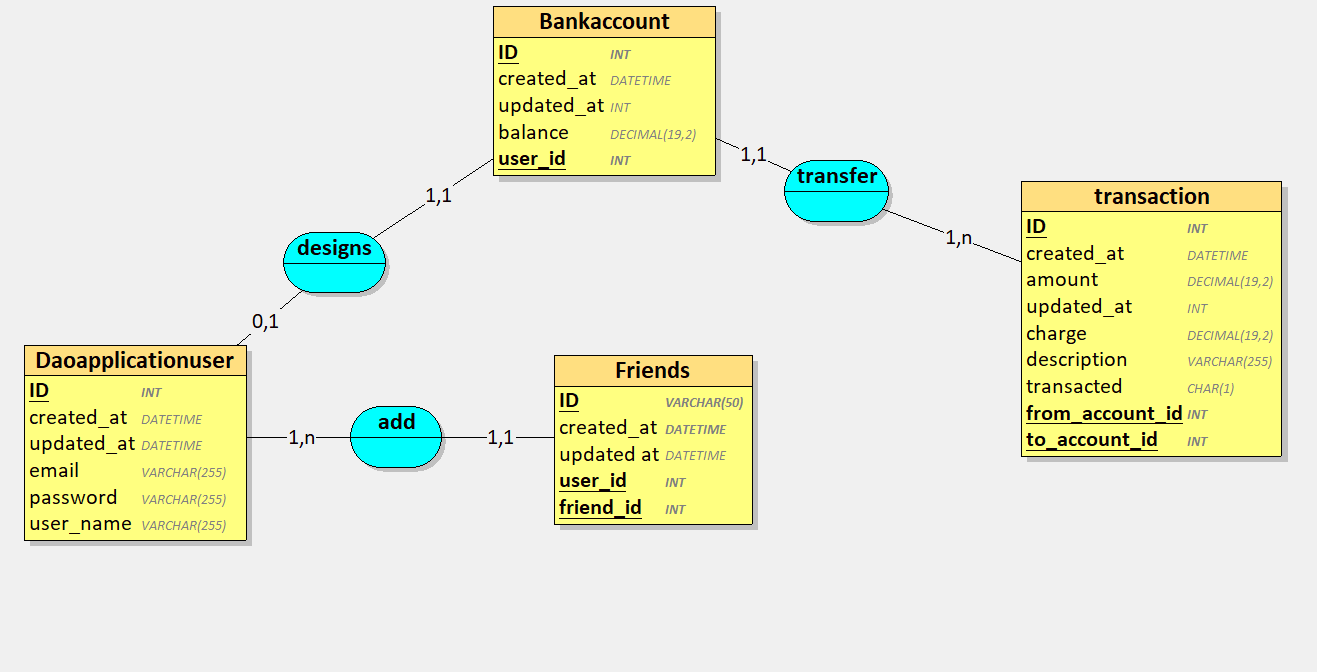 Bankaccount
ID INT
created_at DATETIME
updated_at INT
balance DECIMAL(19,2)
user_id INT
1,1
transfer
1,n
transaction
ID INT
created_at DATETIME
amount DECIMAL(19,2)
updated_at INT
charge DECIMAL(19,2)
description VARCHAR(255)
transacted CHAR(1)
from_account_id INT
to_account_id INT
1,1
designs
0,1
Daoapplicationuser
ID INT
created_at DATETIME
updated_at DATETIME
email VARCHAR(255)
password VARCHAR(255)
user_name VARCHAR(255)
1,n
add
1,1
Friends
ID VARCHAR(50)
created_at DATETIME
updated at DATETIME
user_id INT
friend_id INT